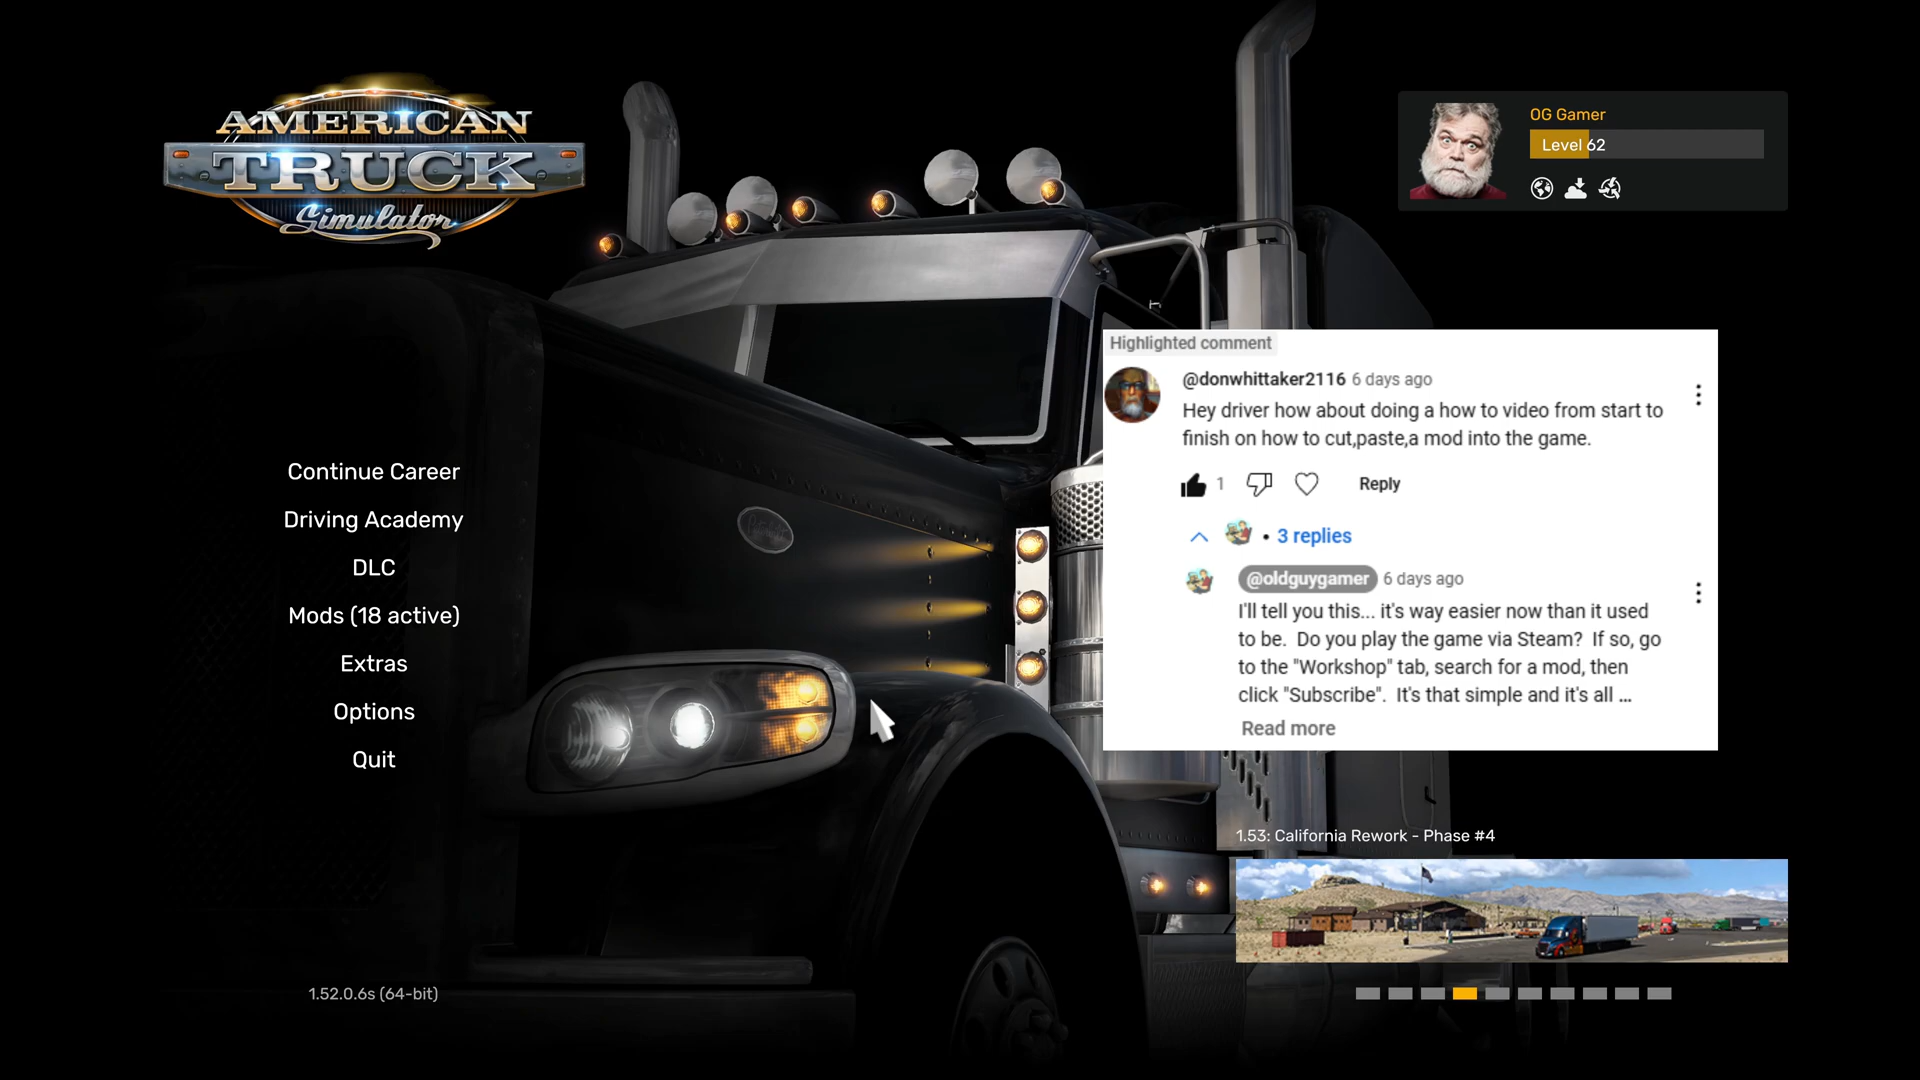 AMERICAN
TRUCK
Simulator
OG Gamer
Level 62
Highlighted comment
@donwhittaker2116 6 days ago
Hey driver how about doing a how to video from start to
finish on how to cut,paste,a mod into the game.
1
Reply
• 3 replies
@oldguygamer 6 days ago
I'll tell you this... it's way easier now than it used
to be. Do you play the game via Steam? If so, go
to the "Workshop" tab, search for a mod, then
click "Subscribe". It's that simple and it's all ...
Read more
Continue Career
Driving Academy
DLC
Mods (18 active)
Extras
Options
Quit
1.53: California Rework - Phase #4
1.52.0.6s (64-bit)